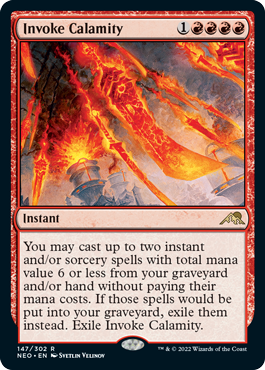 Invoke Calamity 1
Instant
You may cast up to two instant
and/or sorcery spells with total mana
value 6 or less from your graveyard
and/or hand without paying their
mana costs. If those spells would be
put into your graveyard, exile them
instead. Exile Invoke Calamity.
147/302 R
NEO • EN SVETLIN VELINOV
™ & © 2022 Wizards of the Coast